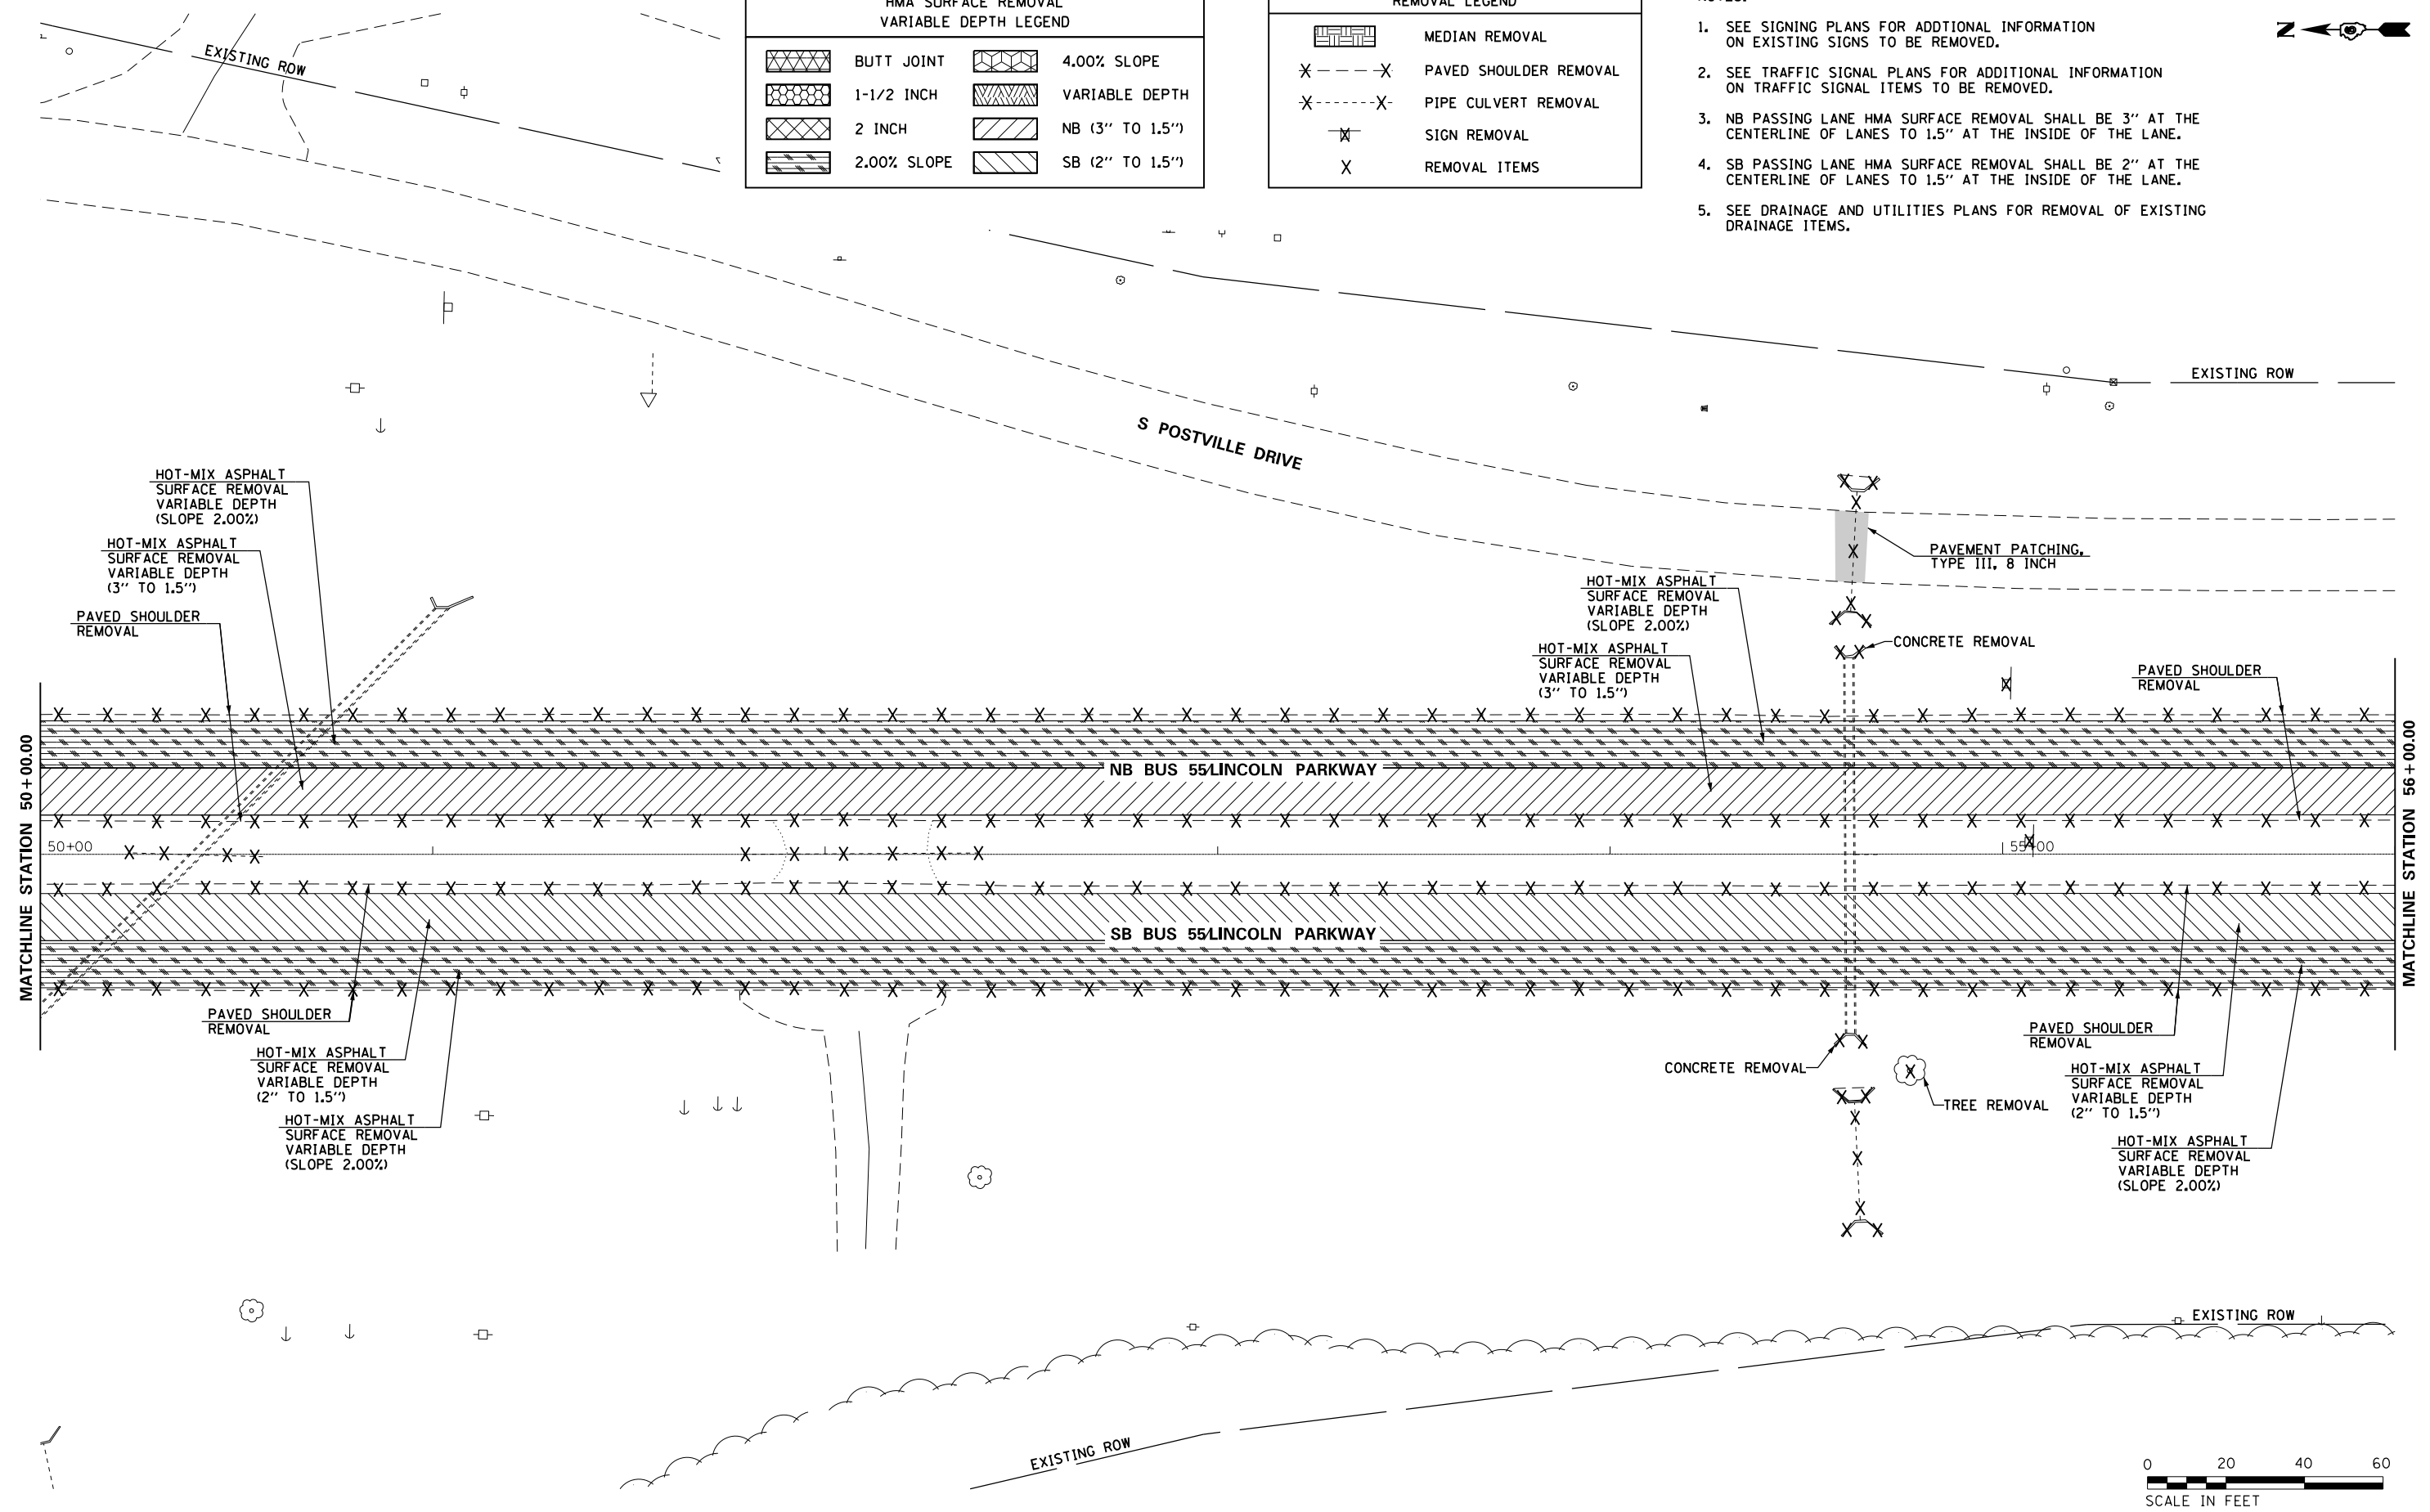 HMA SURFACE REMOVAL
VARIABLE DEPTH LEGEND
BUTT JOINT
4.00% SLOPE
1-1/2 INCH
VARIABLE DEPTH
2 INCH
NB (3" TO 1.5")
2.00% SLOPE
SB (2" TO 1.5")
REMOVAL LEGEND
MEDIAN REMOVAL
PAVED SHOULDER REMOVAL
PIPE CULVERT REMOVAL
SIGN REMOVAL
REMOVAL ITEMS
NOTES:
1. SEE SIGNING PLANS FOR ADDTIONAL INFORMATION
ON EXISTING SIGNS TO BE REMOVED.
2. SEE TRAFFIC SIGNAL PLANS FOR ADDITIONAL INFORMATION
ON TRAFFIC SIGNAL ITEMS TO BE REMOVED.
3. NB PASSING LANE HMA SURFACE REMOVAL SHALL BE 3" AT THE
CENTERLINE OF LANES TO 1.5" AT THE INSIDE OF THE LANE.
4. SB PASSING LANE HMA SURFACE REMOVAL SHALL BE 2" AT THE
CENTERLINE OF LANES TO 1.5" AT THE INSIDE OF THE LANE.
5. SEE DRAINAGE AND UTILITIES PLANS FOR REMOVAL OF EXISTING
DRAINAGE ITEMS.
N
EXISTING ROW
EXISTING ROW
S POSTVILLE DRIVE
HOT-MIX ASPHALT
SURFACE REMOVAL
VARIABLE DEPTH
(SLOPE 2.00%)
HOT-MIX ASPHALT
SURFACE REMOVAL
VARIABLE DEPTH
(3" TO 1.5")
PAVED SHOULDER
REMOVAL
PAVEMENT PATCHING,
TYPE III, 8 INCH
HOT-MIX ASPHALT
SURFACE REMOVAL
VARIABLE DEPTH
(SLOPE 2.00%)
HOT-MIX ASPHALT
SURFACE REMOVAL
VARIABLE DEPTH
(3" TO 1.5")
CONCRETE REMOVAL
PAVED SHOULDER
REMOVAL
MATCHLINE STATION 50+00.00
NB BUS 55/LINCOLN PARKWAY
50+00
55+00
SB BUS 55/LINCOLN PARKWAY
MATCHLINE STATION 56+00.00
PAVED SHOULDER
REMOVAL
HOT-MIX ASPHALT
SURFACE REMOVAL
VARIABLE DEPTH
(2" TO 1.5")
HOT-MIX ASPHALT
SURFACE REMOVAL
VARIABLE DEPTH
(SLOPE 2.00%)
CONCRETE REMOVAL
TREE REMOVAL
PAVED SHOULDER
REMOVAL
HOT-MIX ASPHALT
SURFACE REMOVAL
VARIABLE DEPTH
(2" TO 1.5")
HOT-MIX ASPHALT
SURFACE REMOVAL
VARIABLE DEPTH
(SLOPE 2.00%)
EXISTING ROW
EXISTING ROW
0 20 40 60
SCALE IN FEET